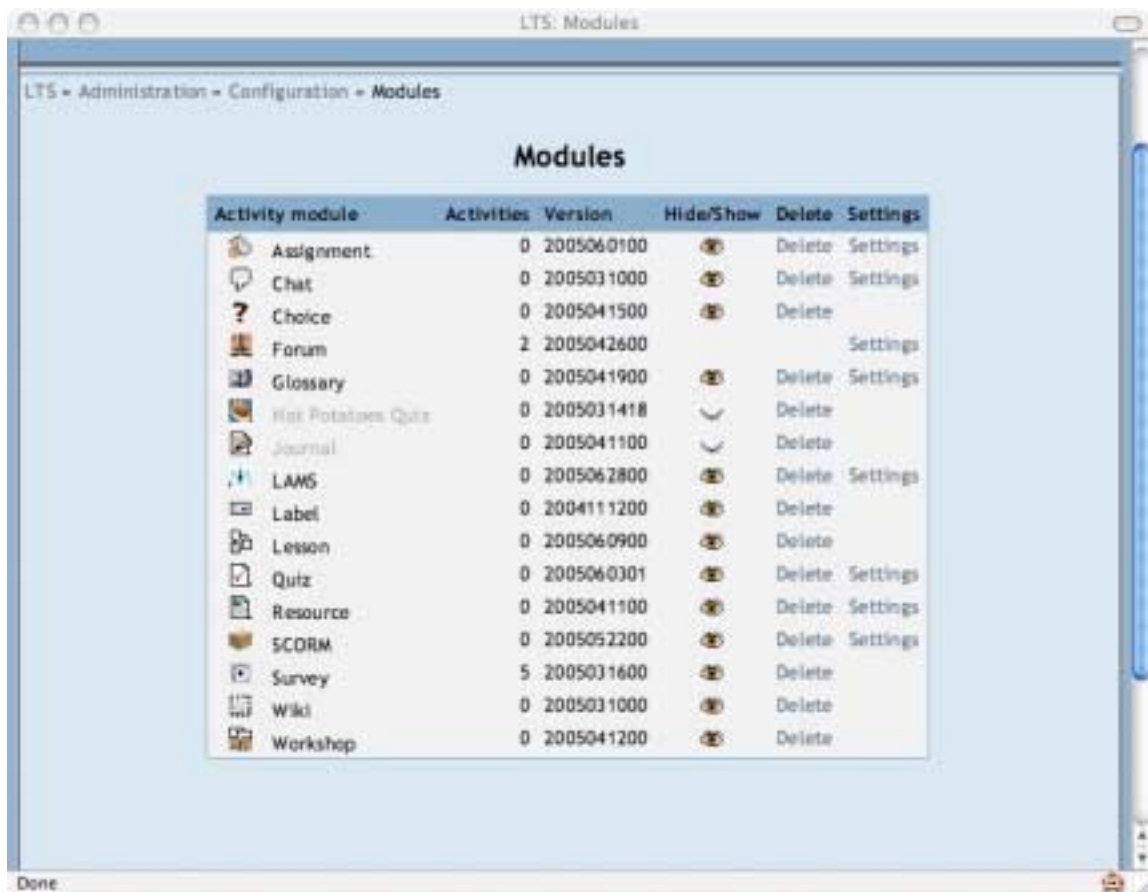 LTS: Modules
LTS » Administration » Configuration » Modules
Modules
Activity module Activities Version Hide/Show Delete Settings
Assignment 0 2005060100 Delete Settings
Chat 0 2005031000 Delete Settings
Choice 0 2005041500 Delete
Forum 2 2005042600 Settings
Glossary 0 2005041900 Delete Settings
Hot Potatoes Quiz 0 2005031418 Delete
Journal 0 2005041100 Delete
LAMS 0 2005062800 Delete Settings
Label 0 2004111200 Delete
Lesson 0 2005060900 Delete
Quiz 0 2005060301 Delete Settings
Resource 0 2005041100 Delete Settings
SCORM 0 2005052200 Delete Settings
Survey 5 2005031600 Delete
Wiki 0 2005031000 Delete
Workshop 0 2005041200 Delete
Done